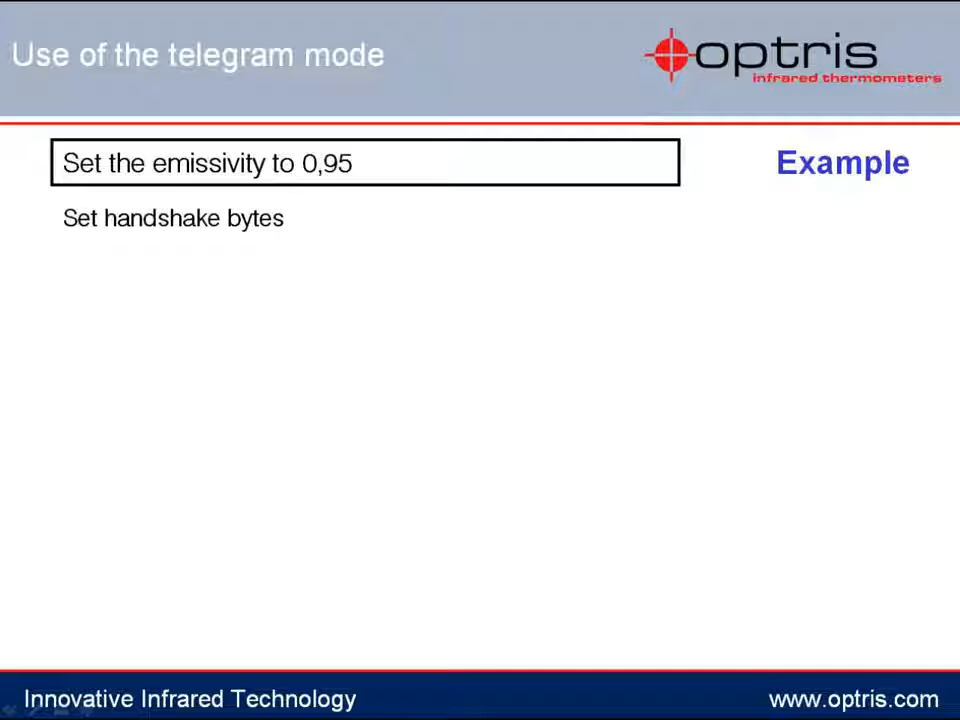 Use of the telegram mode
optris
infrared thermometers
Set the emissivity to 0,95
Example
Set handshake bytes
Innovative Infrared Technology
www.optris.com